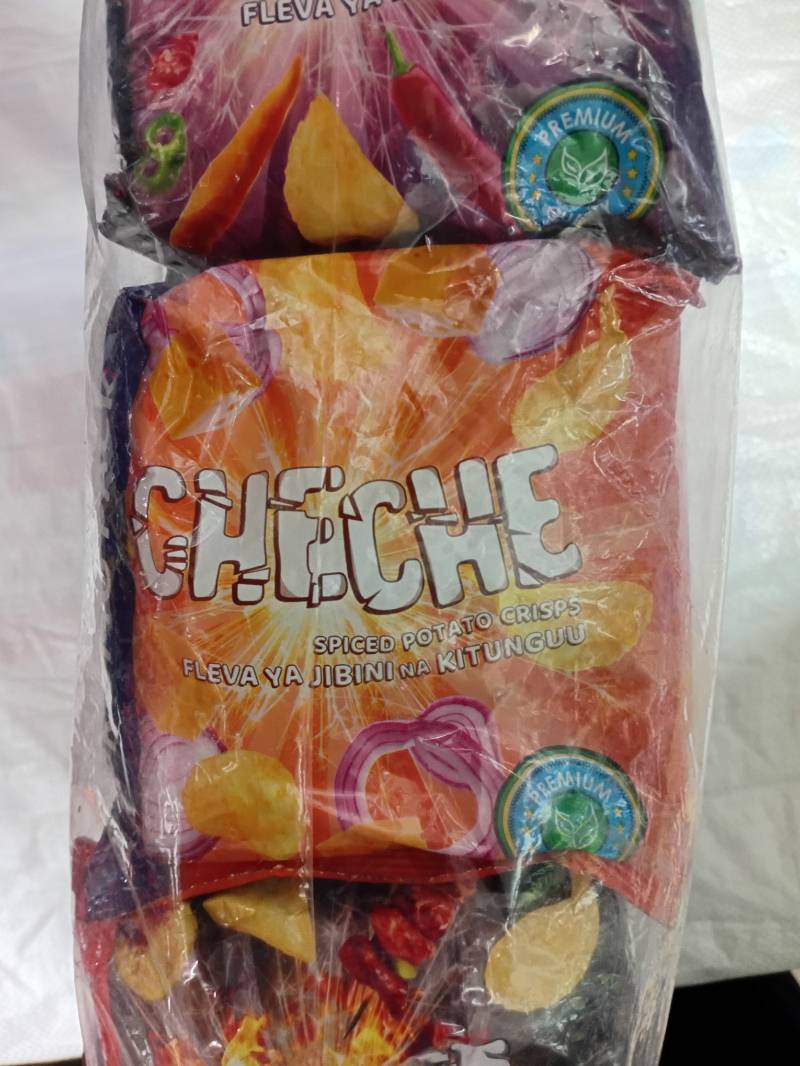 FLEVA YA
PREMIUM
CHECHE
SPICED POTATO CRISPS
FLEVA YA JIBINI NA KITUNGUU
PREMIUM